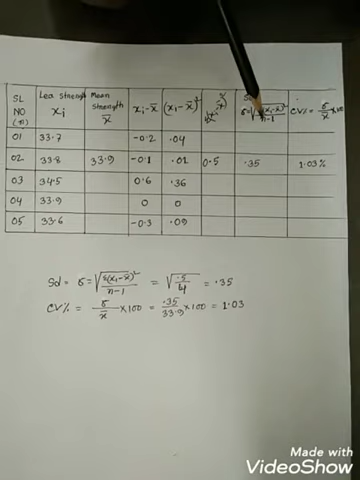 SL NO (n) Lea strength xi Mean strength x̄ xi-x̄ (xi-x̄)² Sd σ=√Σ(xi-x̄)²/n-1 CV%=σ/x̄×100
01 33.7 -0.2 .04
02 33.8 33.9 -0.1 .01 0.5 .35 1.03%
03 34.5 0.6 .36
04 33.9 0 0
05 33.6 -0.3 .09
Sd = σ=√Σ(xi-x̄)²/n-1 = √.5/4 = .35
CV% = σ/x̄ ×100 = .35/33.9 ×100 = 1.03
Made with
VideoShow